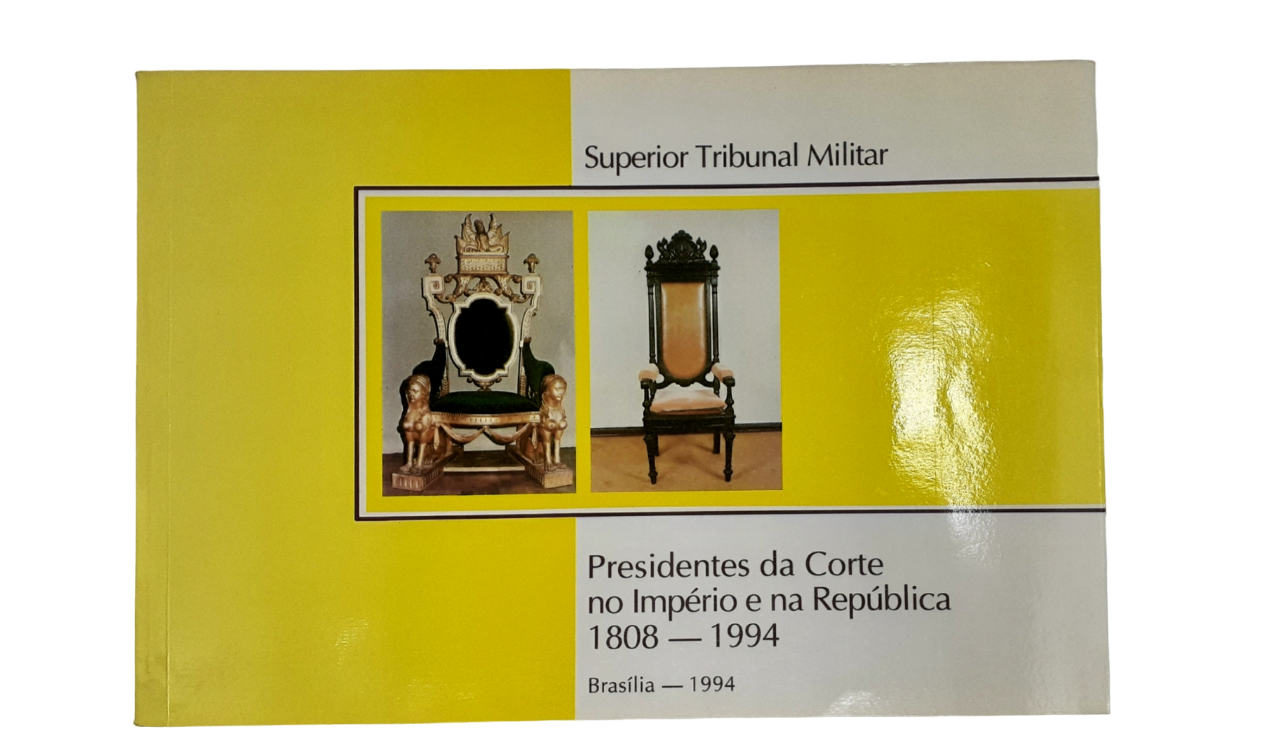 Superior Tribunal Militar
Presidentes da Corte
no Império e na República
1808 — 1994
Brasília — 1994